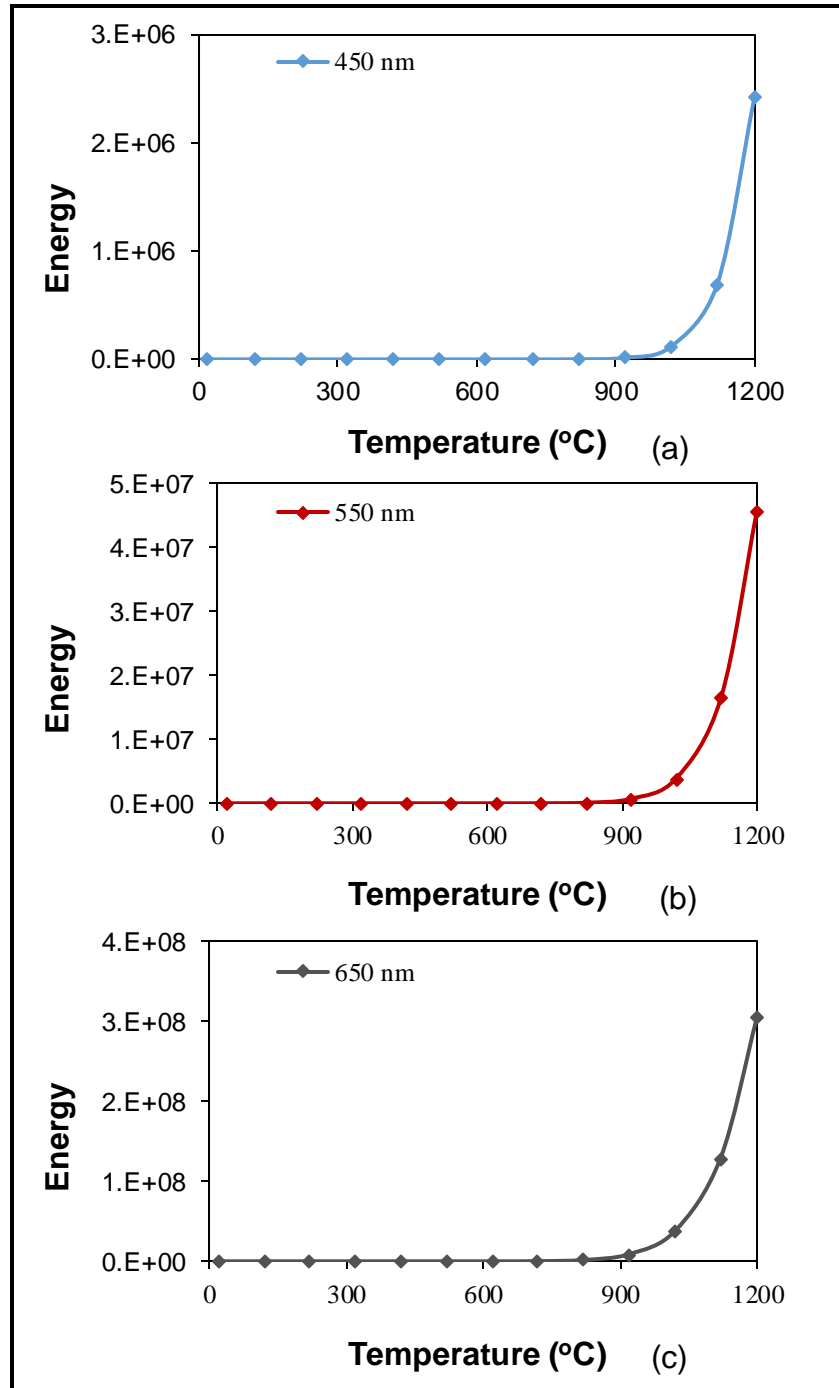 3.E+06
450 nm
2.E+06
1.E+06
0.E+00
Energy
0 300 600 900 1200
Temperature (ºC) (a)
5.E+07
550 nm
4.E+07
3.E+07
2.E+07
1.E+07
0.E+00
Energy
0 300 600 900 1200
Temperature (ºC) (b)
4.E+08
650 nm
3.E+08
2.E+08
1.E+08
0.E+00
Energy
0 300 600 900 1200
Temperature (ºC) (c)